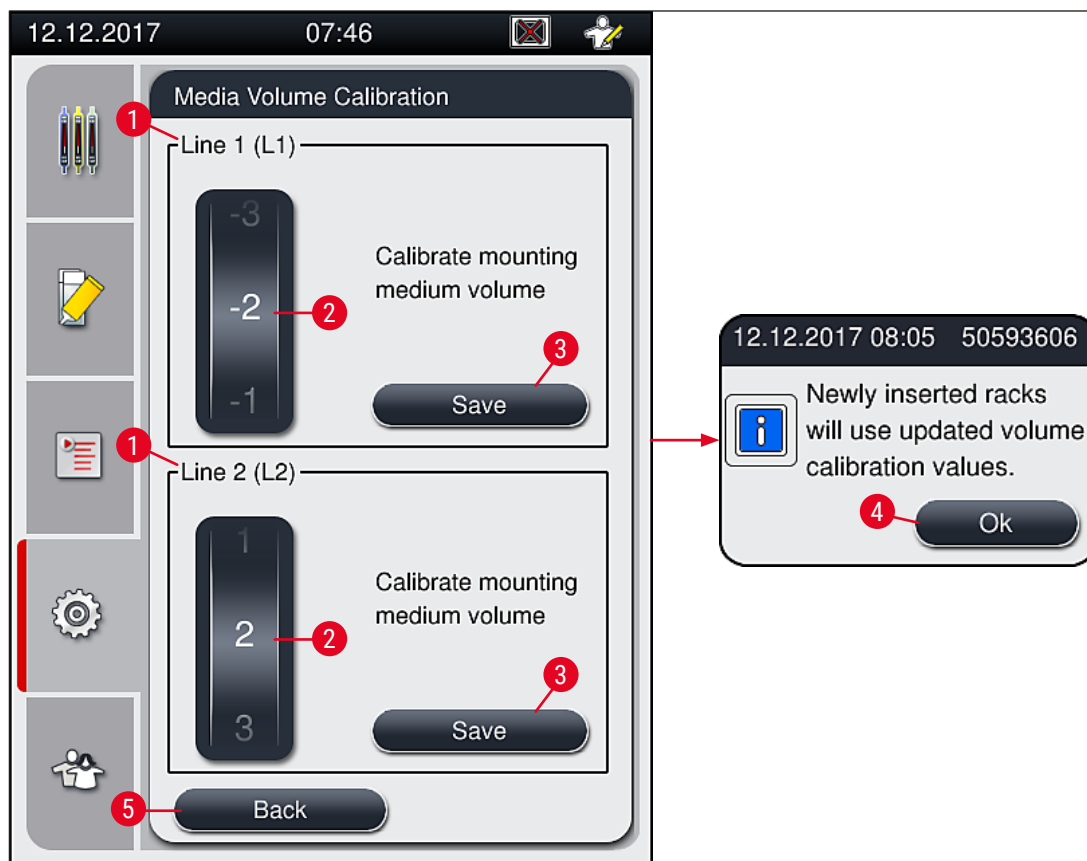 12.12.2017 07:46
Media Volume Calibration
1
Line 1 (L1)
-3
-2
-1
2
Calibrate mounting
medium volume
3
Save
1
Line 2 (L2)
1
2
3
2
Calibrate mounting
medium volume
3
Save
5
Back
12.12.2017 08:05 50593606
Newly inserted racks
will use updated volume
calibration values.
4
Ok